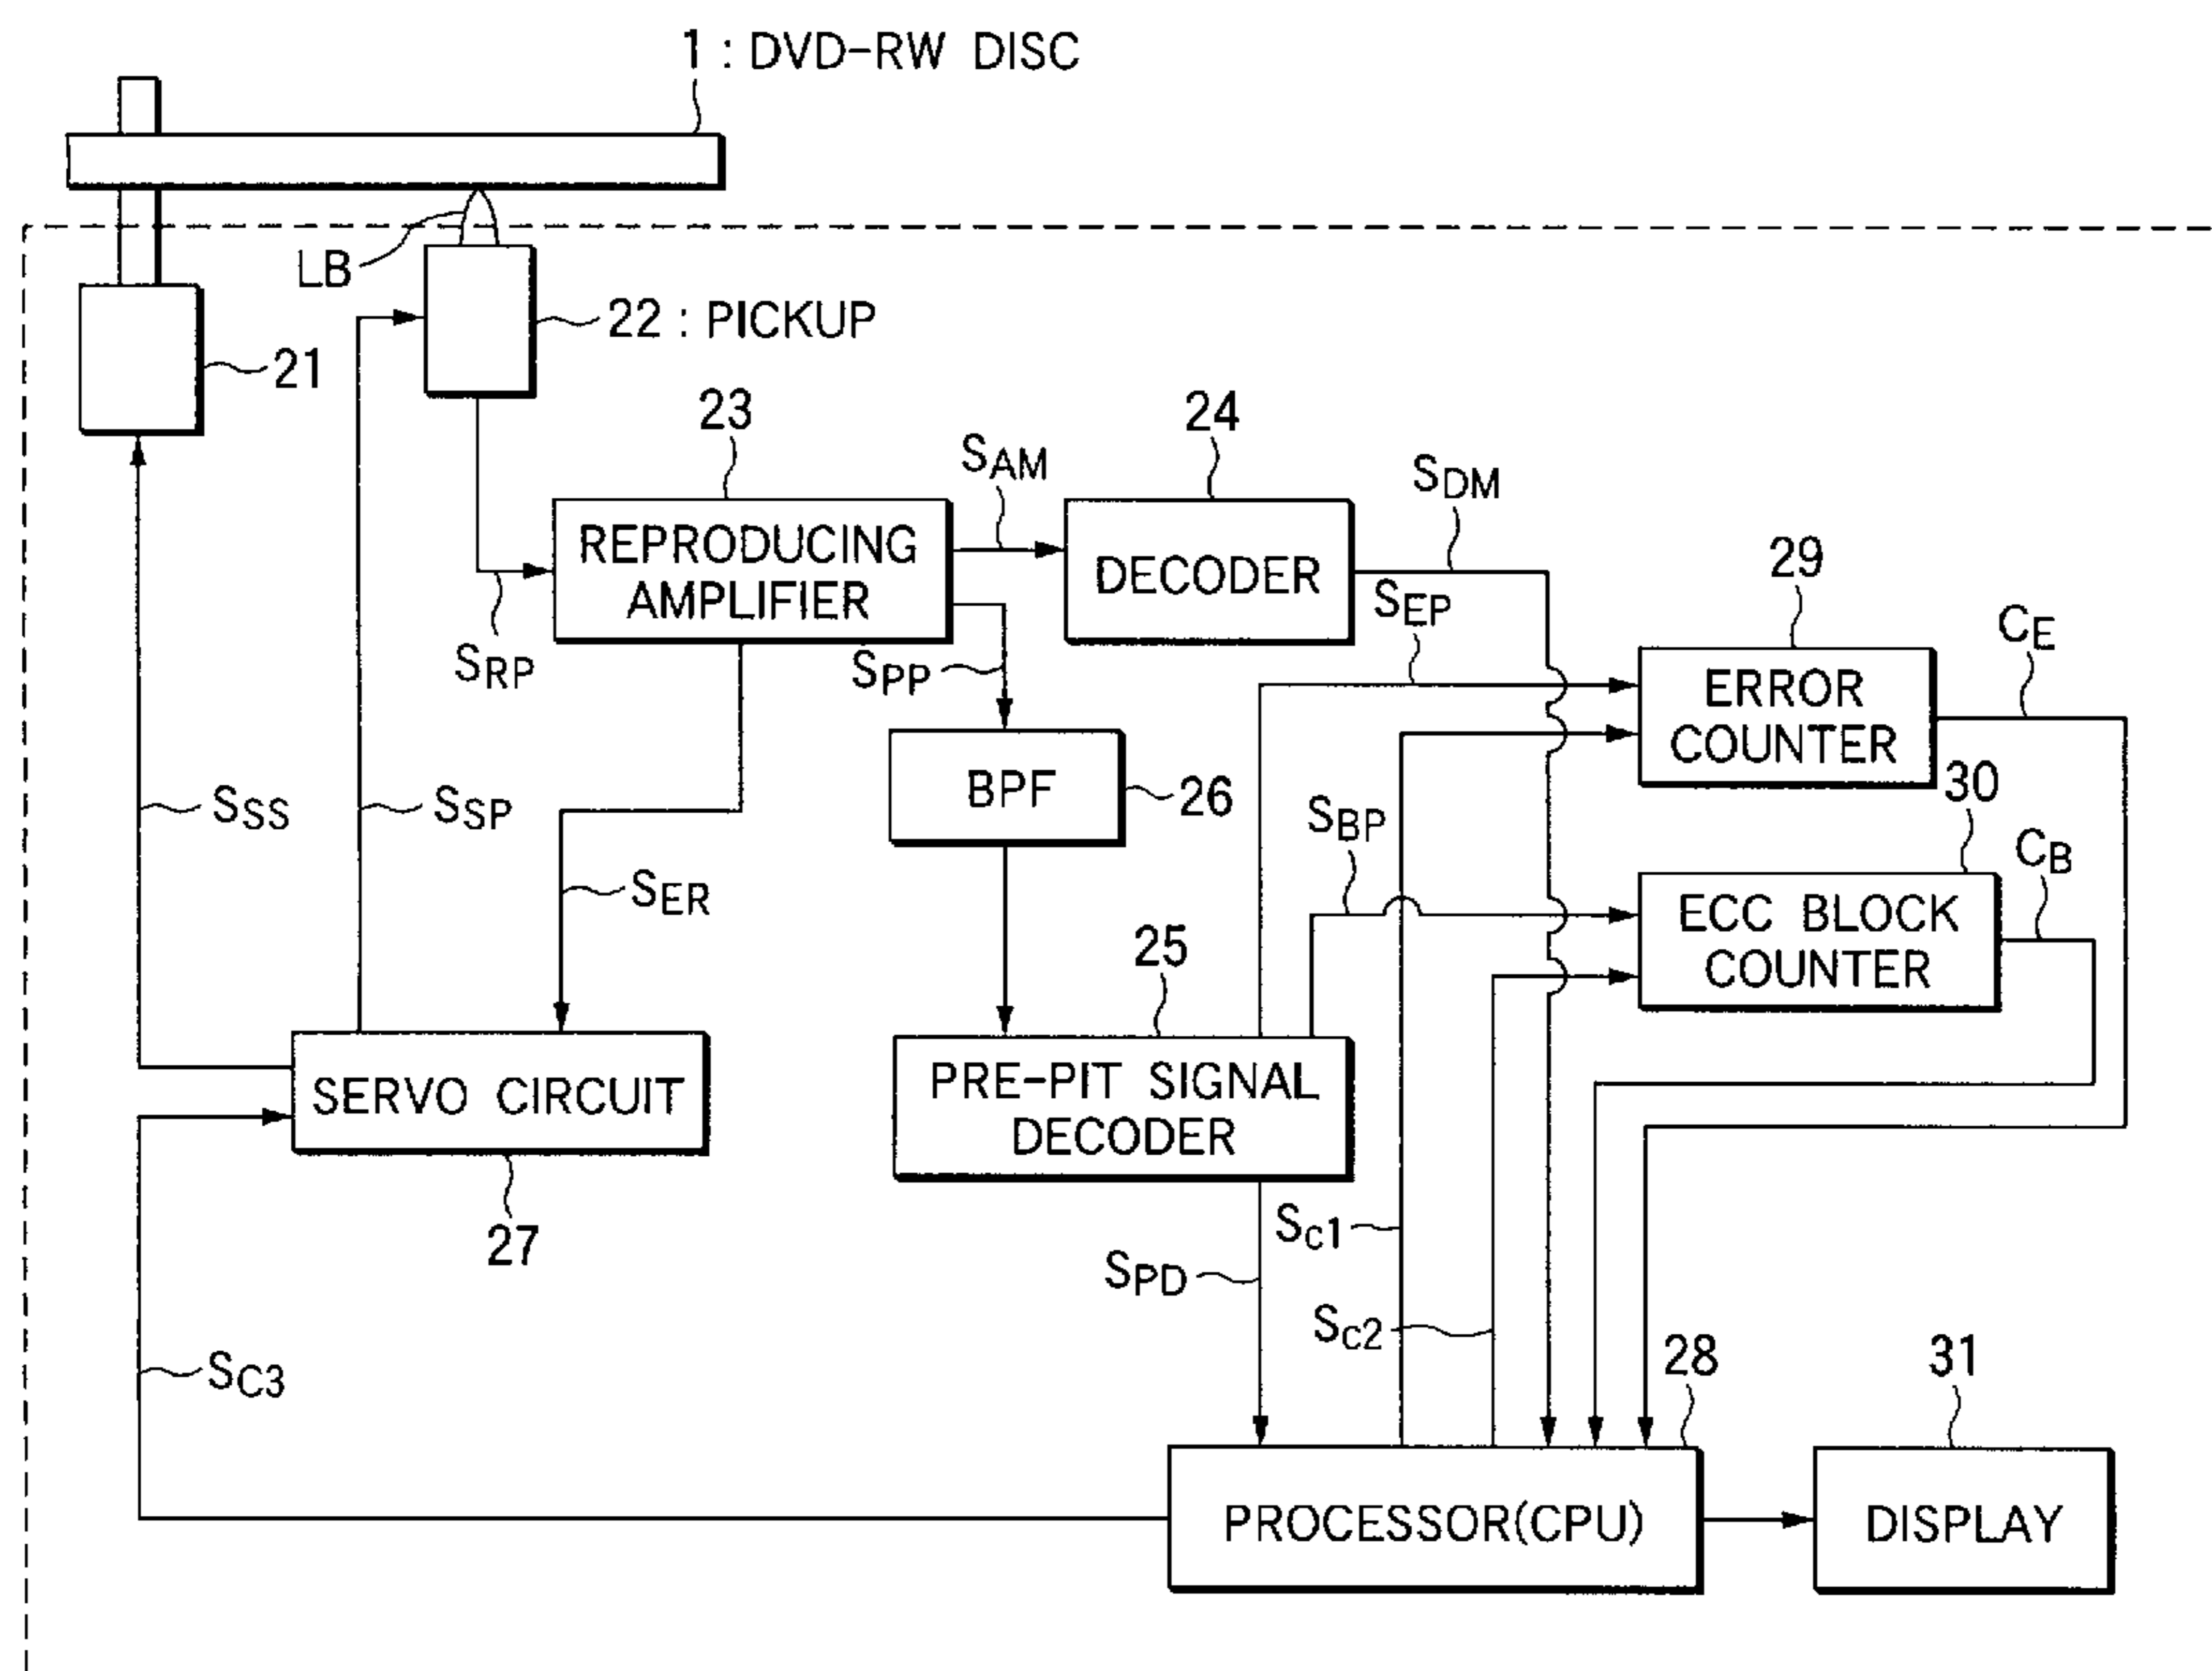 1 : DVD-RW DISC
LB
22 : PICKUP
21
23
24
SAM
SDM
REPRODUCING
AMPLIFIER
DECODER
29
SEP
CE
SRP
SPP
ERROR
COUNTER
BPF
26
30
SSS
SSP
SBP
CB
SER
ECC BLOCK
COUNTER
25
SERVO CIRCUIT
PRE-PIT SIGNAL
DECODER
27
SC1
SPD
SC2
28
31
SC3
PROCESSOR(CPU)
DISPLAY